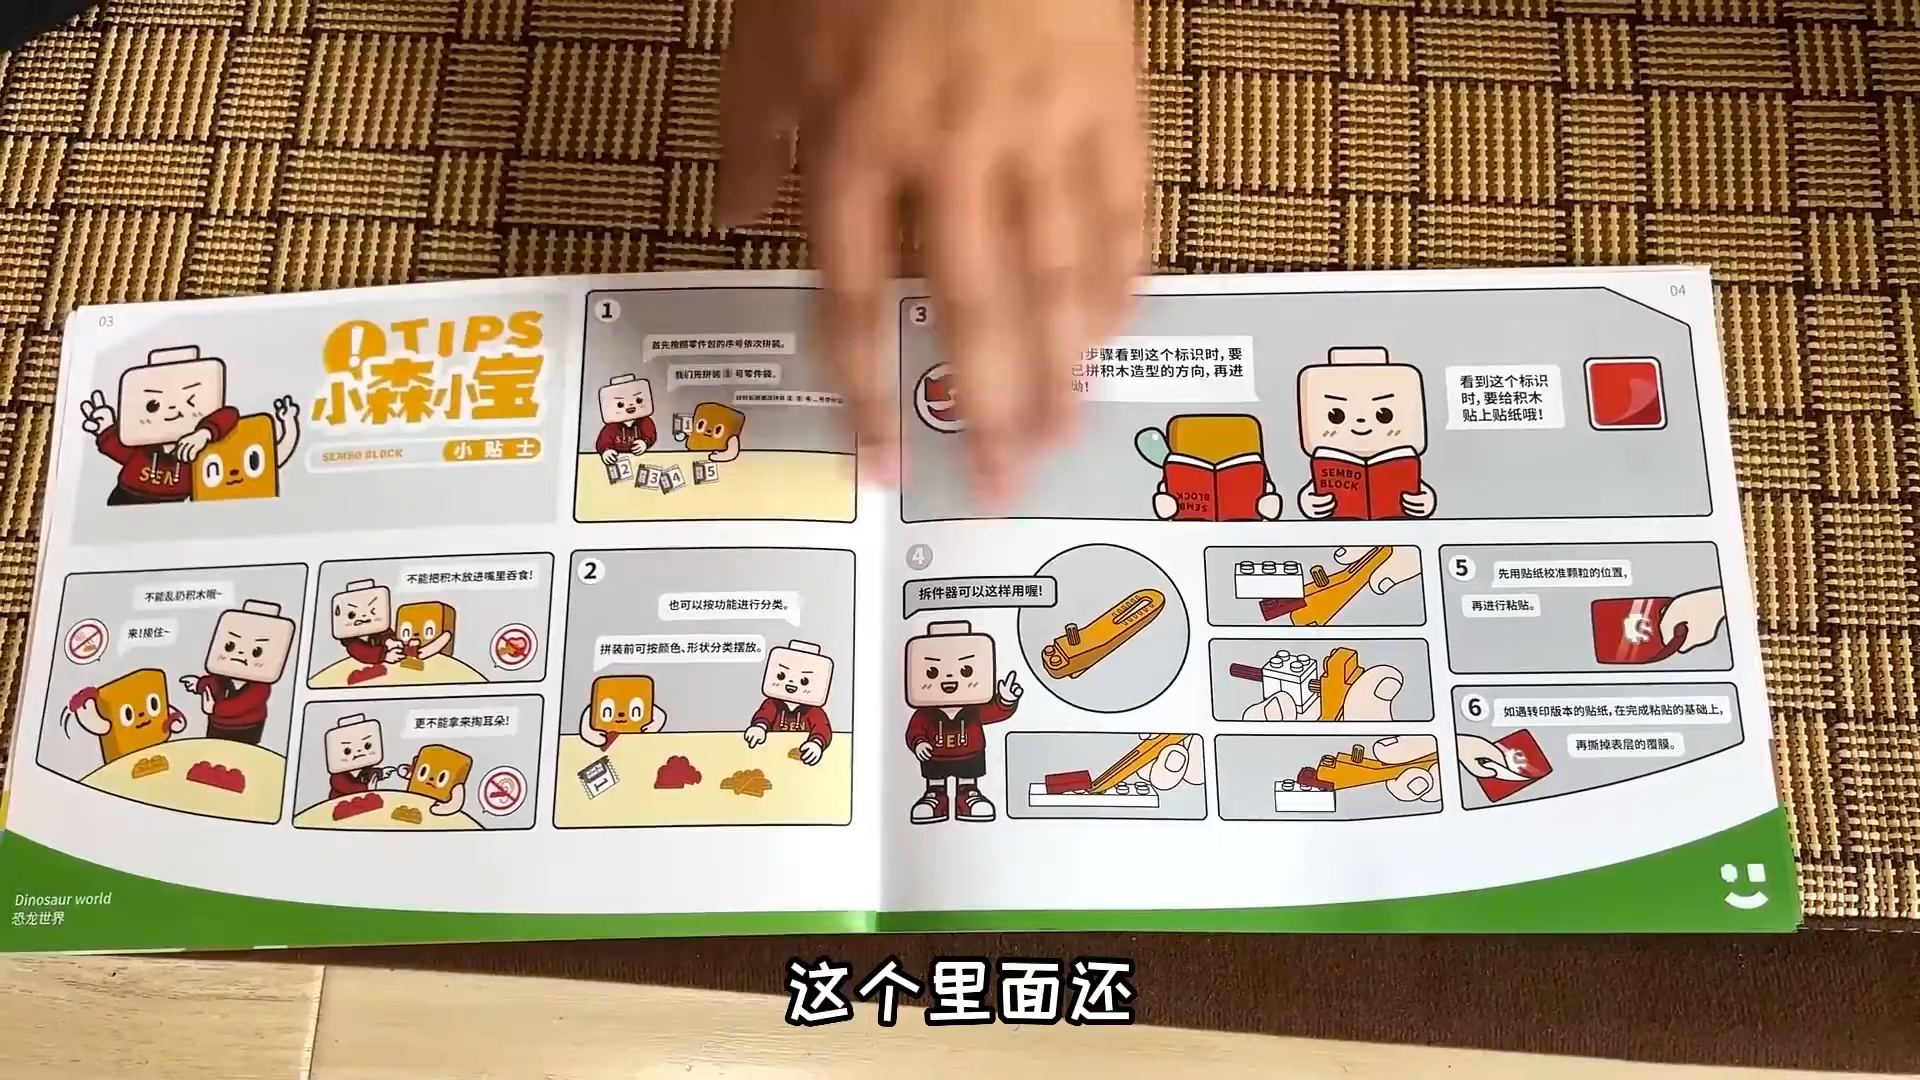 03
!TIPS
小森小宝
SEMBO BLOCK
小贴士
不能乱扔积木哦~
来!接住~
不能把积木放进嘴里吞食!
更不能拿来掏耳朵!
1
首先按照零件包的序号依次拼装。
我们先拼装1号零件袋。
1
2
3
4
5
2
也可以按功能进行分类。
拼装前可按颜色、形状分类摆放。
1
04
3
步骤看到这个标识时,要
已拼积木造型的方向,再进
看到这个标识
时,要给积木
贴上贴纸哦!
SEMBO
BLOCK
SEMBO
BLOCK
4
拆件器可以这样用喔!
5
先用贴纸校准颗粒的位置,
再进行粘贴。
6
如遇转印版本的贴纸,在完成粘贴的基础上,
再撕掉表层的覆膜。
Dinosaur world
恐龙世界
这个里面还